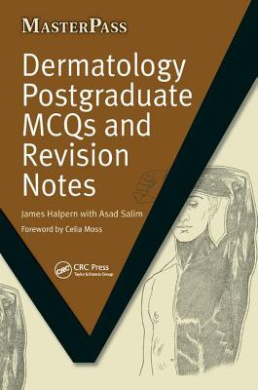 MASTERPASS
Dermatology
Postgraduate
MCQs and
Revision
Notes
James Halpern with Asad Salim
Foreword by Celia Moss
CRC Press
Taylor & Francis Group